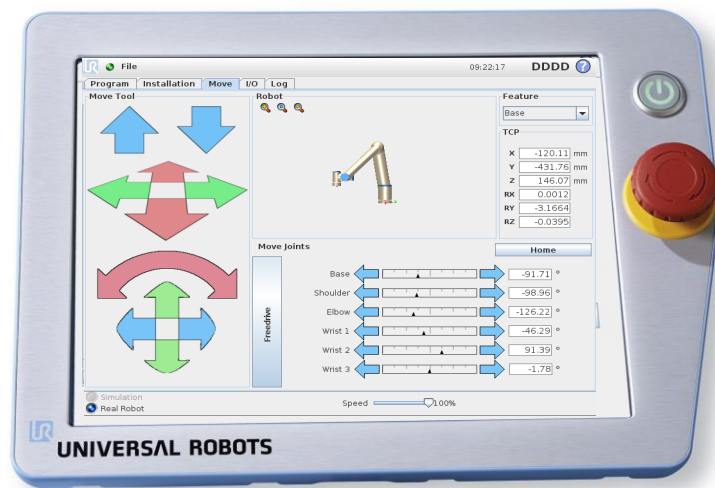 File
09:22:17
DDDD
?
Program Installation Move I/O Log
Move Tool
Robot
Feature
Base
TCP
X -120.11 mm
Y -431.76 mm
Z 146.07 mm
RX 0.0012
RY -3.1664
RZ -0.0395
Move Joints
Home
Freedrive
Base -91.71 °
Shoulder -98.96 °
Elbow -126.22 °
Wrist 1 -46.29 °
Wrist 2 91.39 °
Wrist 3 -1.78 °
Simulation
Real Robot
Speed 100%
UR
UNIVERSAL ROBOTS